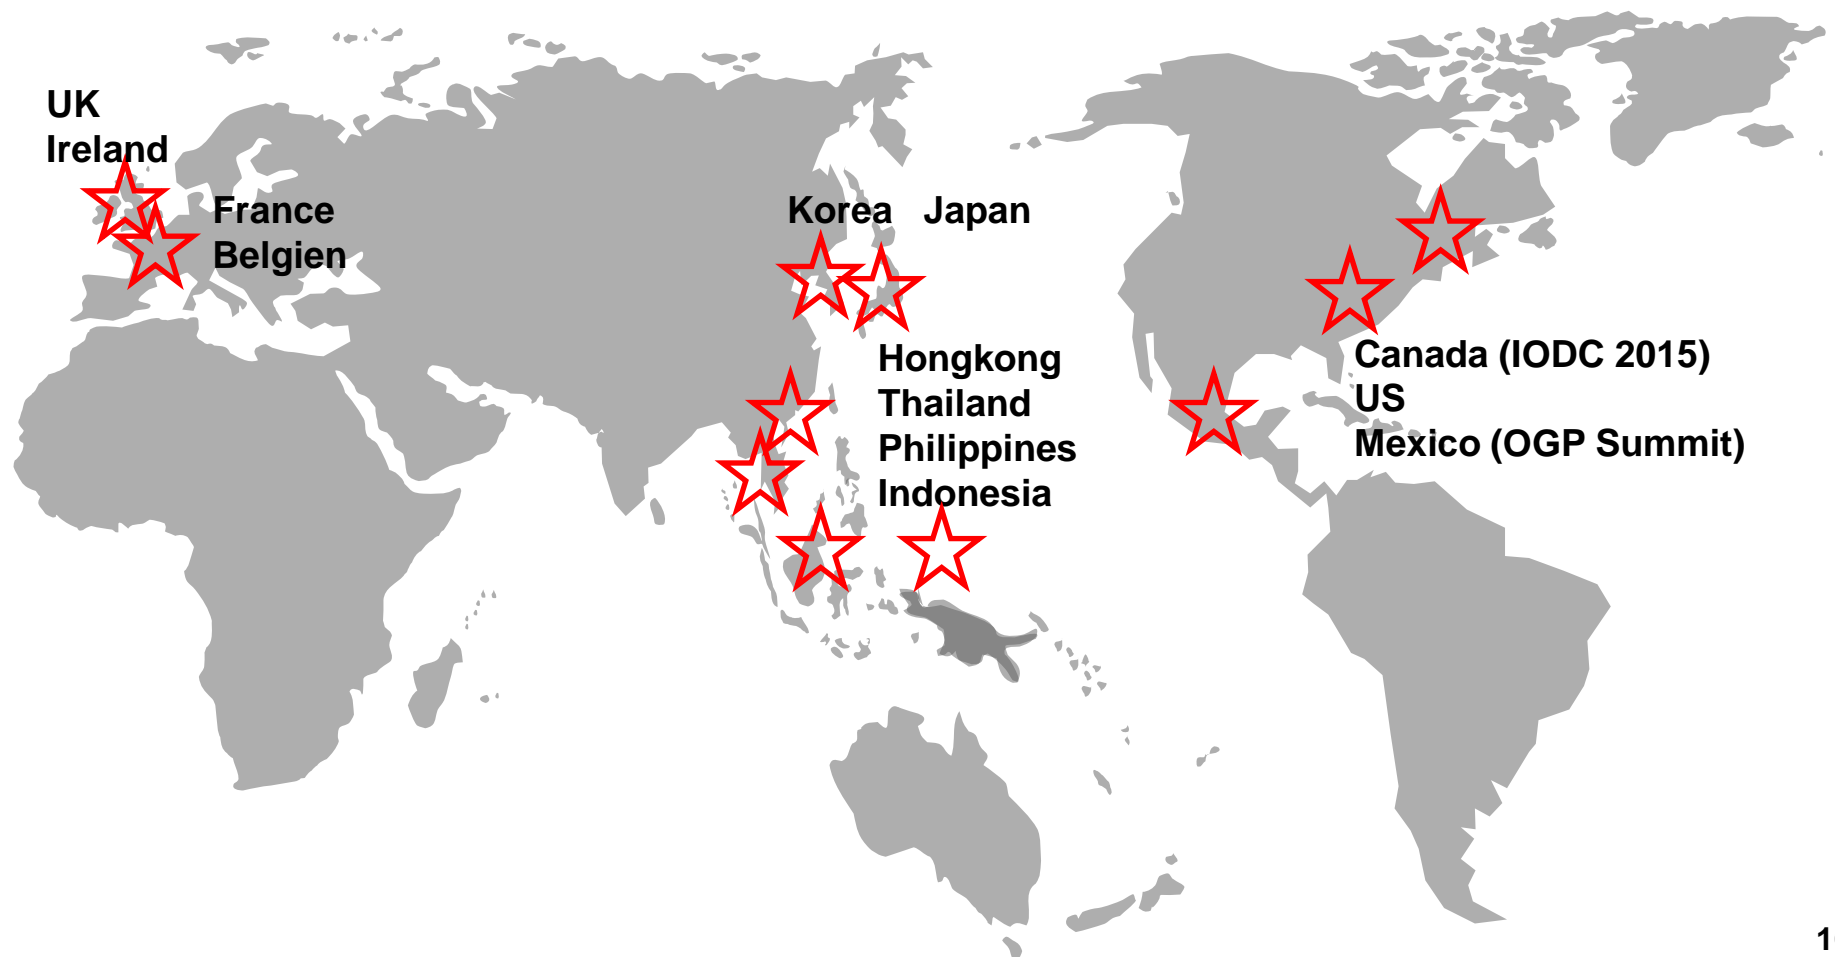 UK
Ireland
France
Belgien
Korea Japan
Hongkong
Thailand
Philippines
Indonesia
Canada (IODC 2015)
US
Mexico (OGP Summit)